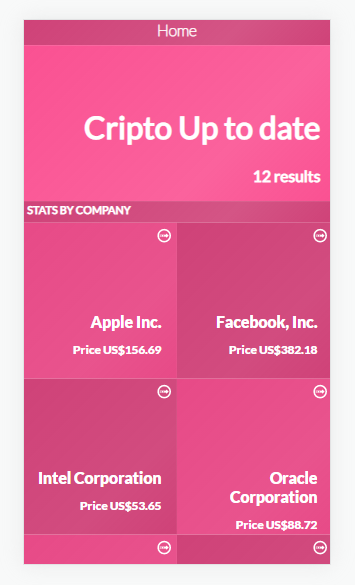 Home
Cripto Up to date
12 results
STATS BY COMPANY
Apple Inc.
Price US$156.69
Facebook, Inc.
Price US$382.18
Intel Corporation
Price US$53.65
Oracle
Corporation
Price US$88.72